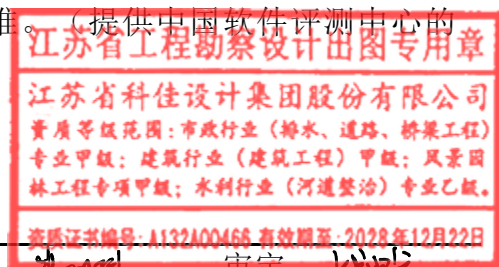 准。（提供中国软件评测中心的
江苏省工程勘察设计出图专用章
江苏省科佳设计集团股份有限公司
资质等级范围：市政行业（排水、道路、桥梁工程）
专业甲级；建筑行业（建筑工程）甲级；风景园
林工程专项甲级；水利行业（河道整治）专业乙级。
资质证书编号：A132A00466 有效期至：2028年12月22日
审定